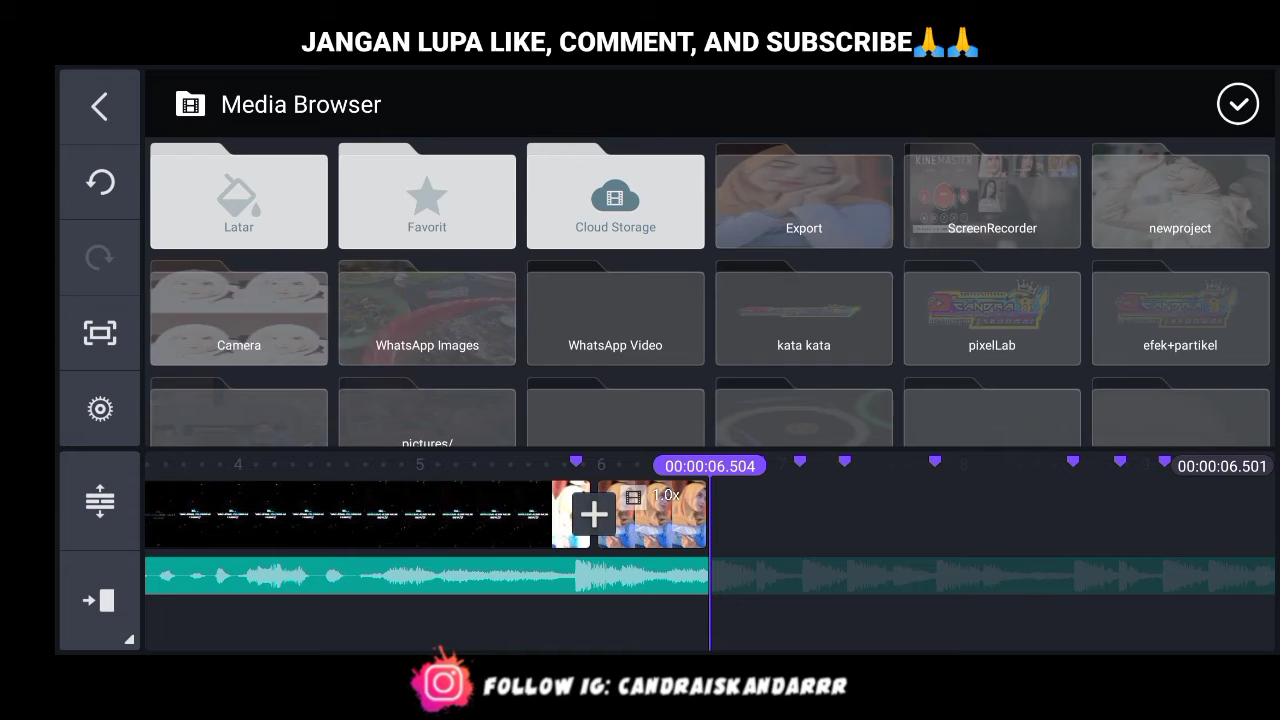 JANGAN LUPA LIKE, COMMENT, AND SUBSCRIBE🙏🙏
Media Browser
Latar
Favorit
Cloud Storage
Export
ScreenRecorder
newproject
Camera
WhatsApp Images
WhatsApp Video
kata kata
pixelLab
efek+partikel
pictures/
4 5 6 00:00:06.504 7 8 00:00:06.501
1.0x
FOLLOW IG: CANDRAISKANDARRR